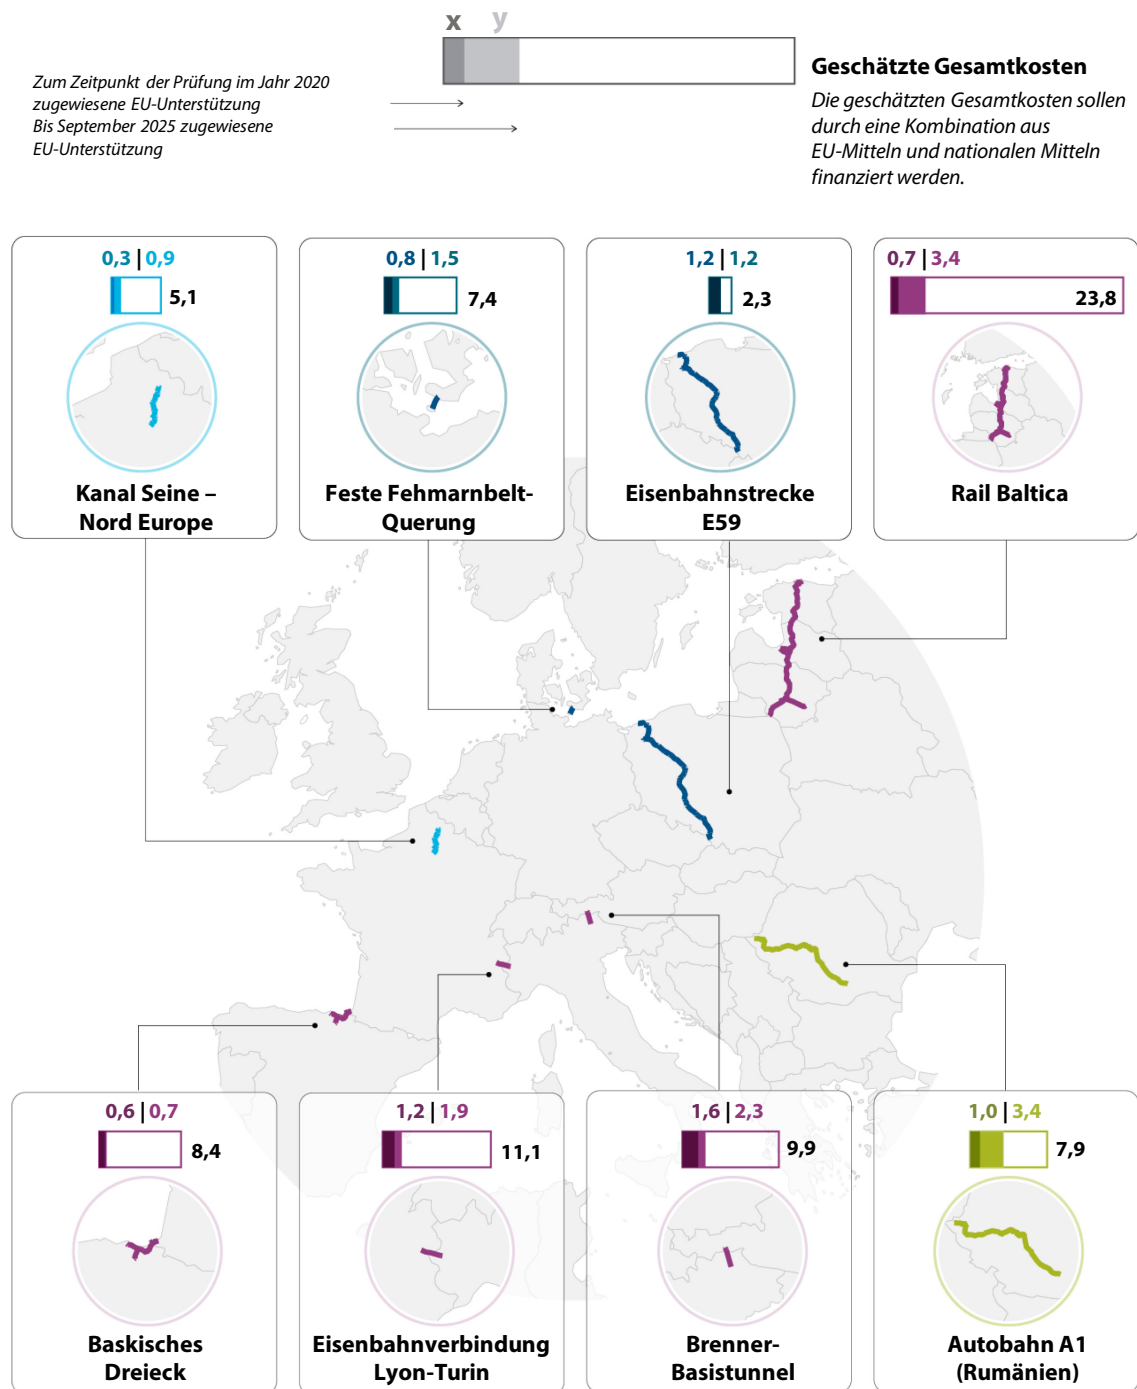 x y
Zum Zeitpunkt der Prüfung im Jahr 2020
zugewiesene EU-Unterstützung
Bis September 2025 zugewiesene
EU-Unterstützung
Geschätzte Gesamtkosten
Die geschätzten Gesamtkosten sollen
durch eine Kombination aus
EU-Mitteln und nationalen Mitteln
finanziert werden.
0,3 | 0,9
5,1
Kanal Seine –
Nord Europe
0,8 | 1,5
7,4
Feste Fehmarnbelt-
Querung
1,2 | 1,2
2,3
Eisenbahnstrecke
E59
0,7 | 3,4
23,8
Rail Baltica
0,6 | 0,7
8,4
Baskisches
Dreieck
1,2 | 1,9
11,1
Eisenbahnverbindung
Lyon-Turin
1,6 | 2,3
9,9
Brenner-
Basistunnel
1,0 | 3,4
7,9
Autobahn A1
(Rumänien)